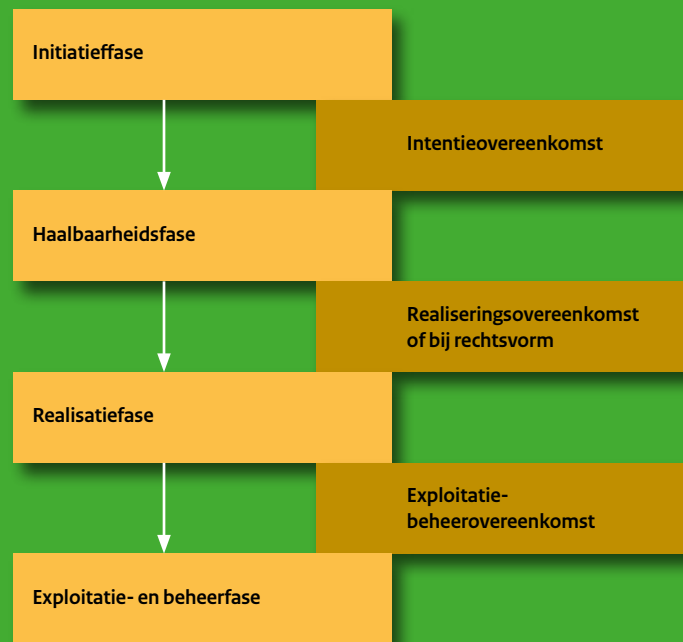 Initiatieffase
Intentieovereenkomst
Haalbaarheidsfase
Realiseringsovereenkomst
of bij rechtsvorm
Realisatiefase
Exploitatie-
beheerovereenkomst
Exploitatie- en beheerfase